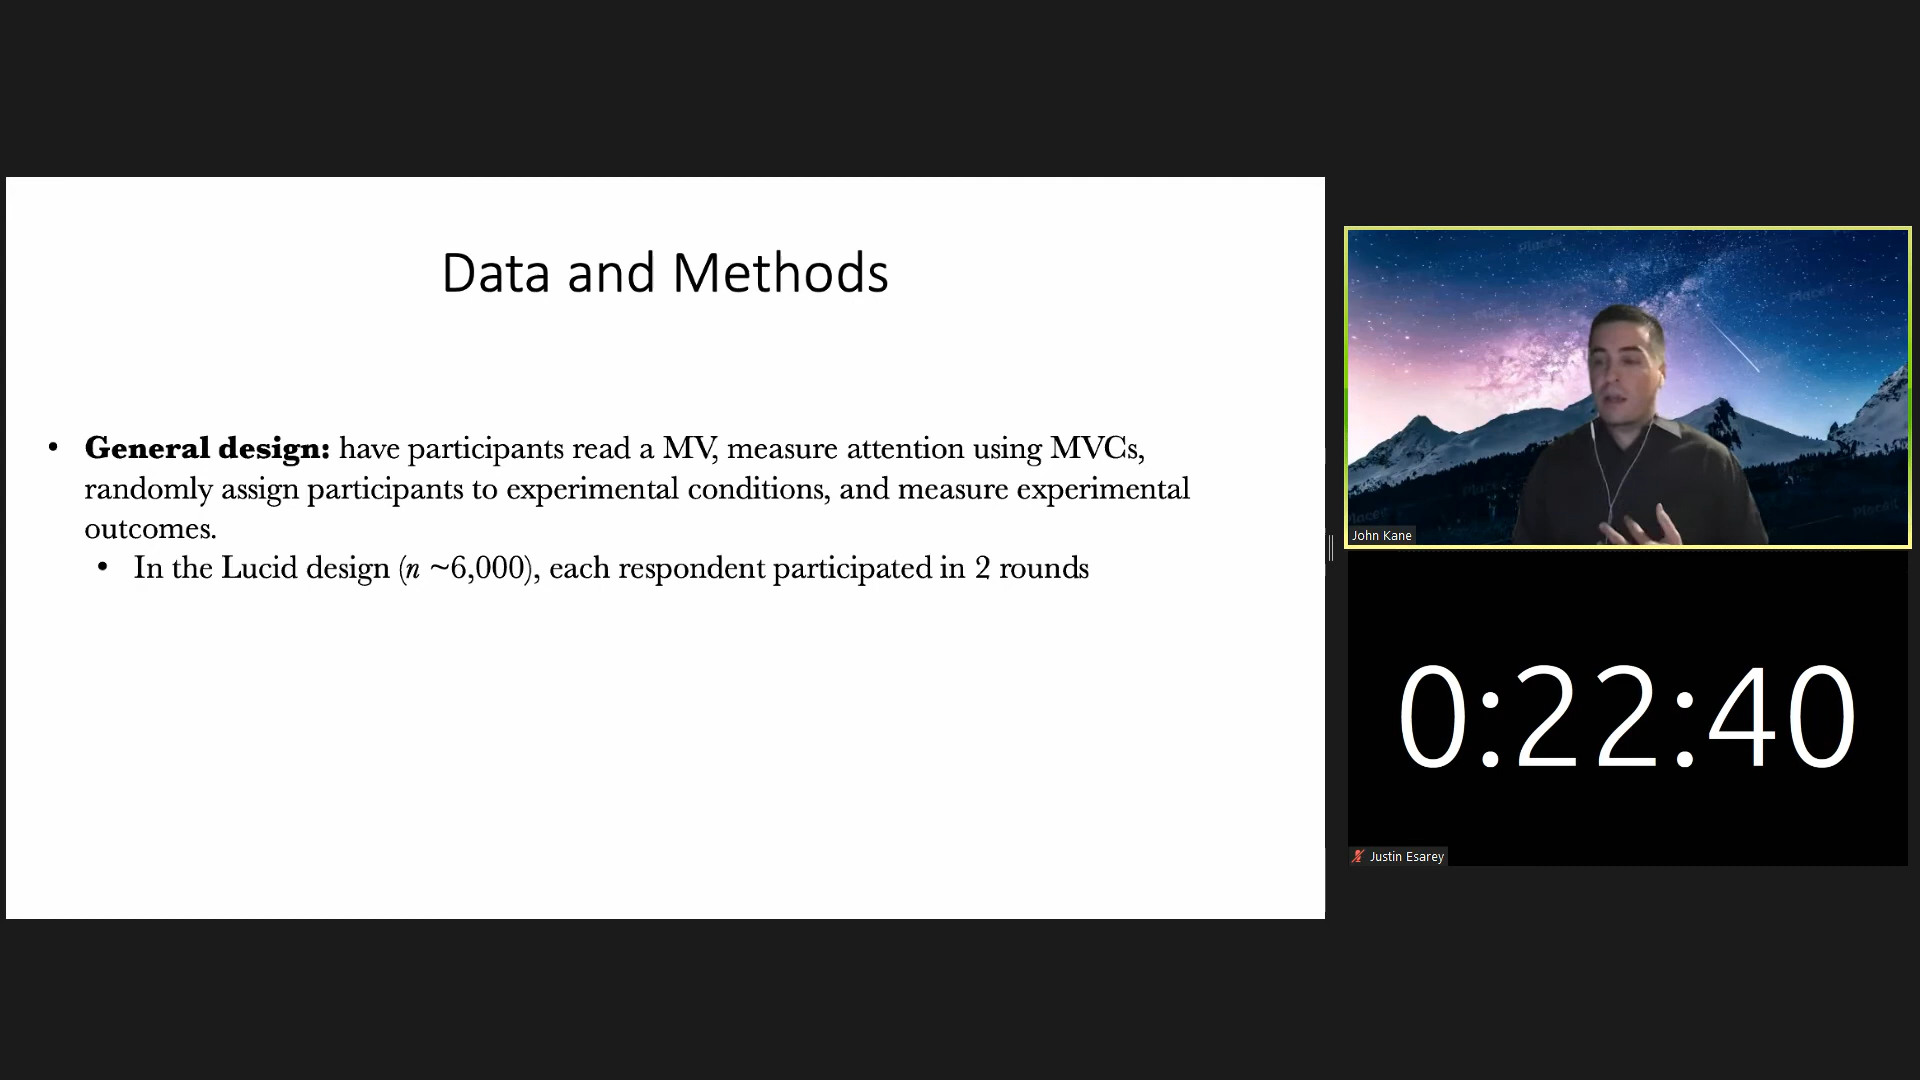 Data and Methods
• General design: have participants read a MV, measure attention using MVCs,
randomly assign participants to experimental conditions, and measure experimental
outcomes.
• In the Lucid design (n ~6,000), each respondent participated in 2 rounds
John Kane
0:22:40
Justin Esarey